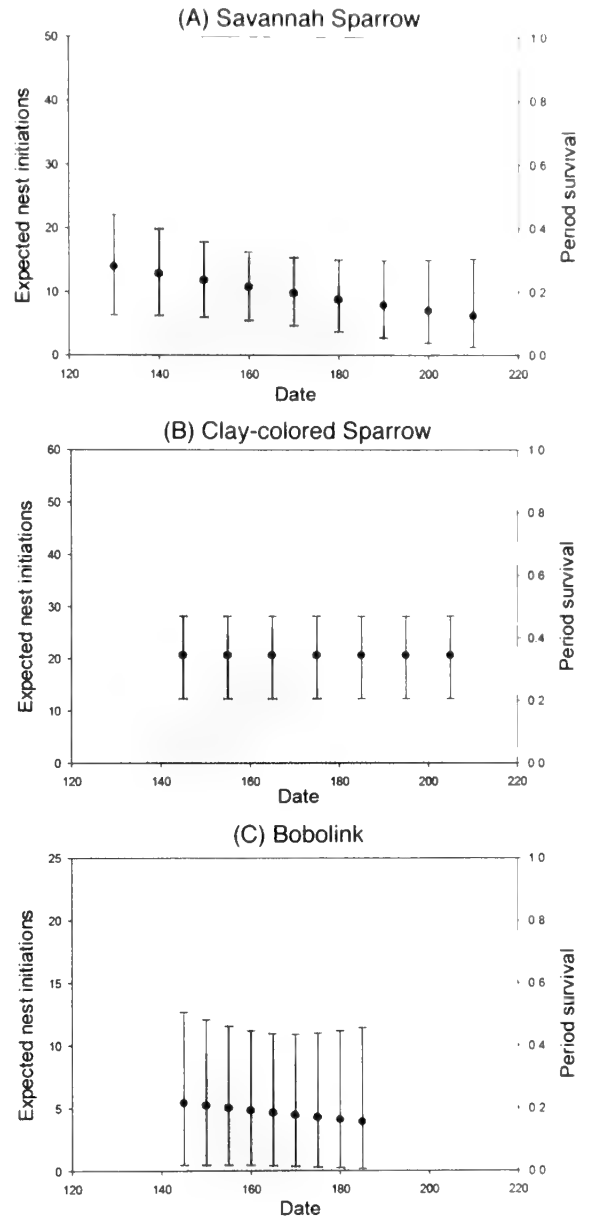 (A) Savannah Sparrow
50
40
30
20
10
0
Expected nest initiations
1 0
0 8
0 6
0 4
0 2
0 0
Period survival
120 140 160 180 200 220
Date
(B) Clay-colored Sparrow
60
50
40
30
20
10
0
Expected nest initiations
1 0
0 8
0 6
0 4
0 2
0 0
Period survival
120 140 160 180 200 220
Date
(C) Bobolink
25
20
15
10
5
0
Expected nest initiations
1 0
0 8
0 6
0 4
0 2
0 0
Period survival
120 140 160 180 200 220
Date